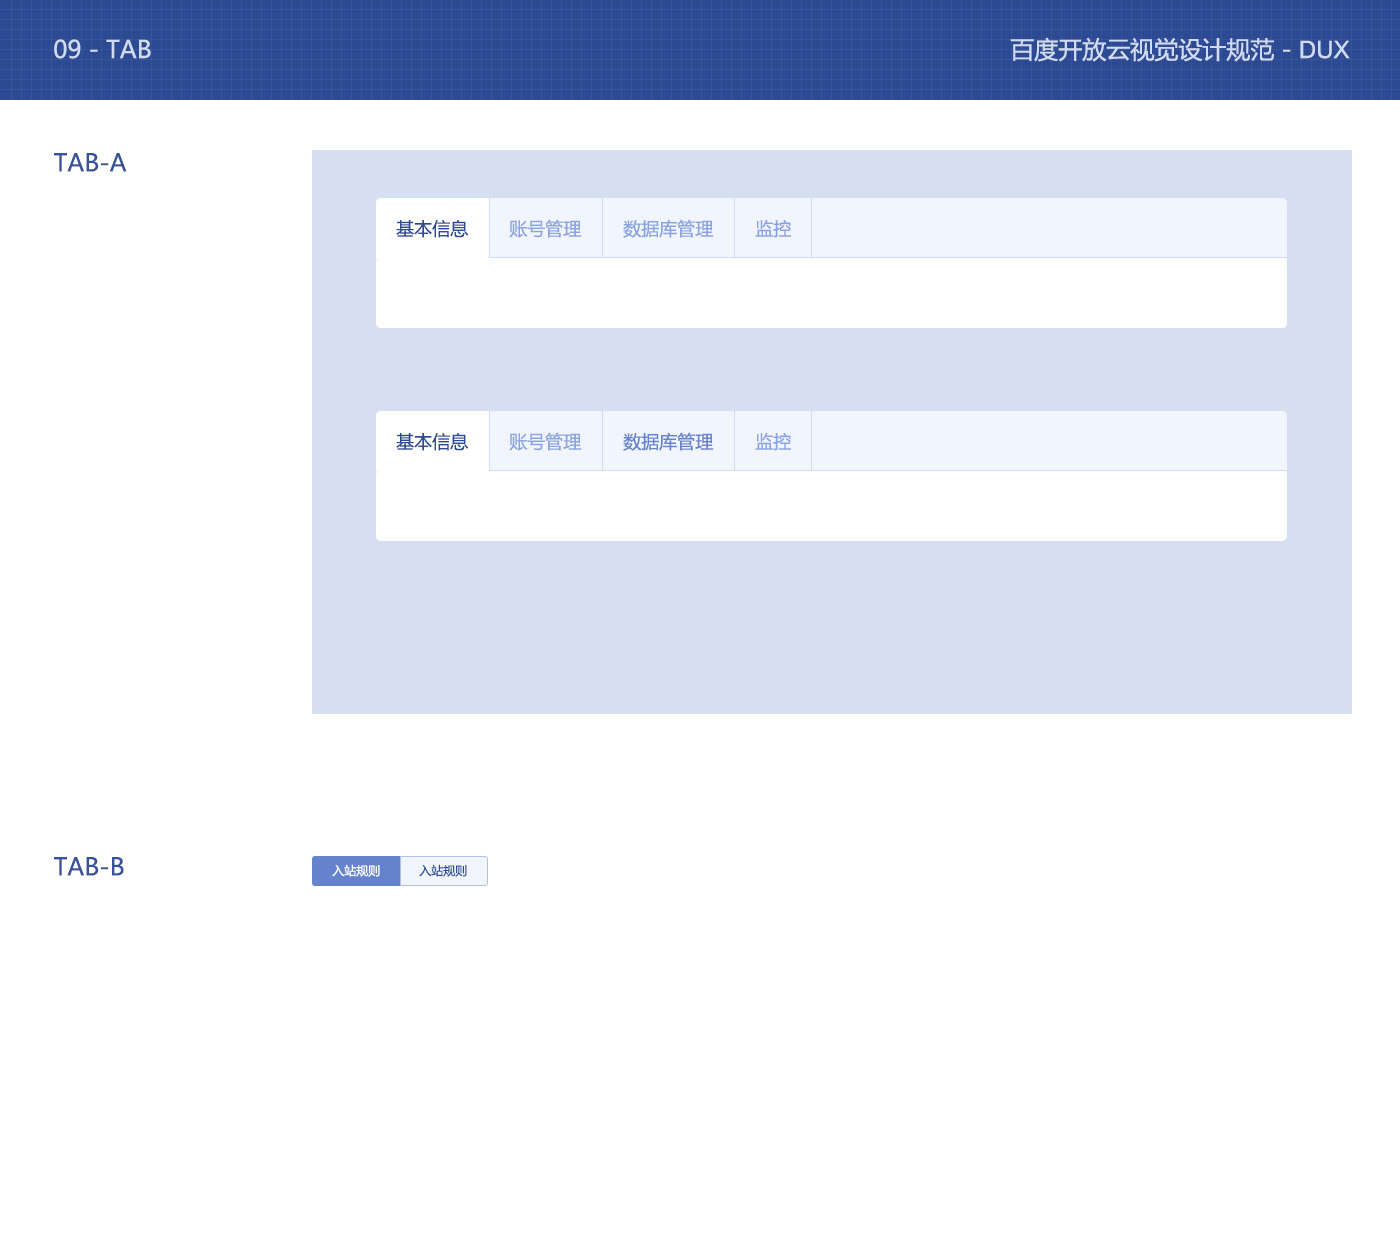 09 - TAB
百度开放云视觉设计规范 - DUX
TAB-A
基本信息 账号管理 数据库管理 监控
基本信息 账号管理 数据库管理 监控
TAB-B
入站规则 入站规则